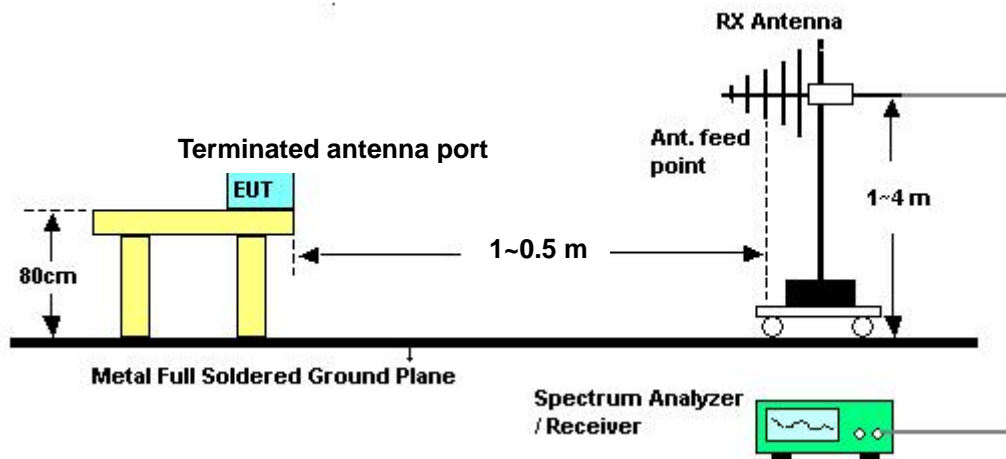 RX Antenna
Terminated antenna port
Ant. feed
point
EUT
1~4 m
1~0.5 m
80cm
Metal Full Soldered Ground Plane
Spectrum Analyzer
/ Receiver